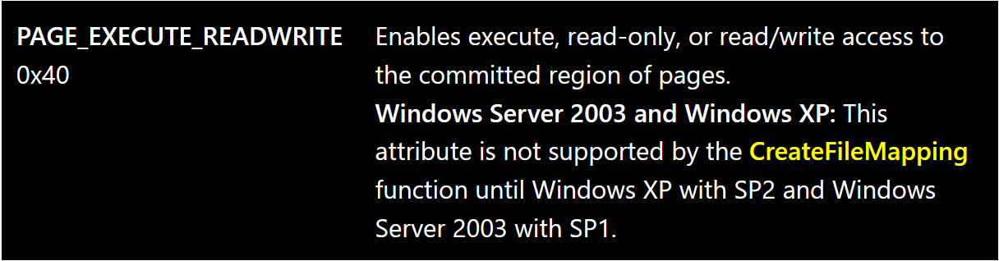 PAGE_EXECUTE_READWRITE
0x40
Enables execute, read-only, or read/write access to
the committed region of pages.
Windows Server 2003 and Windows XP: This
attribute is not supported by the CreateFileMapping
function until Windows XP with SP2 and Windows
Server 2003 with SP1.